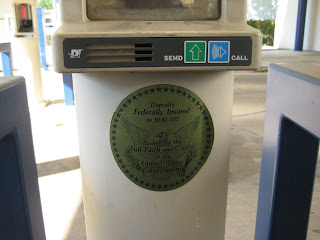 SEND CALL
Deposits
Federally Insured
to $100,000
Backed by the
Full Faith and Credit
of the
United States
Government